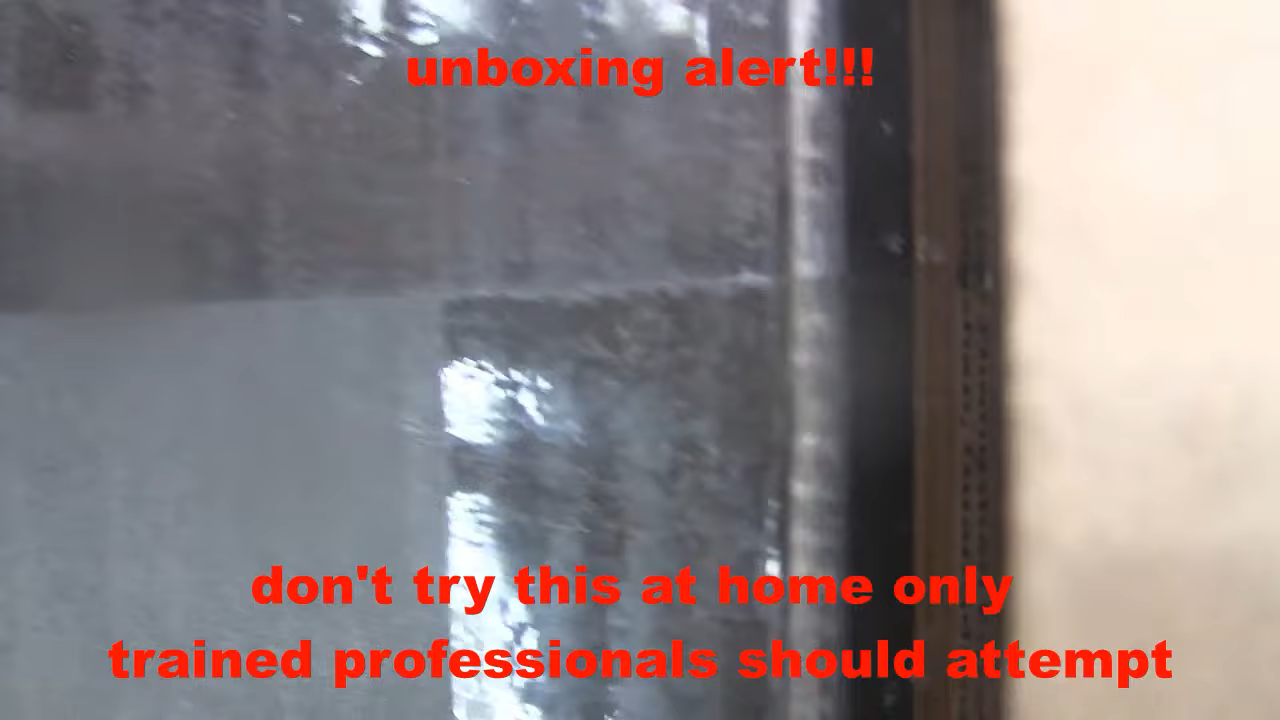 unboxing alert!!!
don't try this at home only
trained professionals should attempt